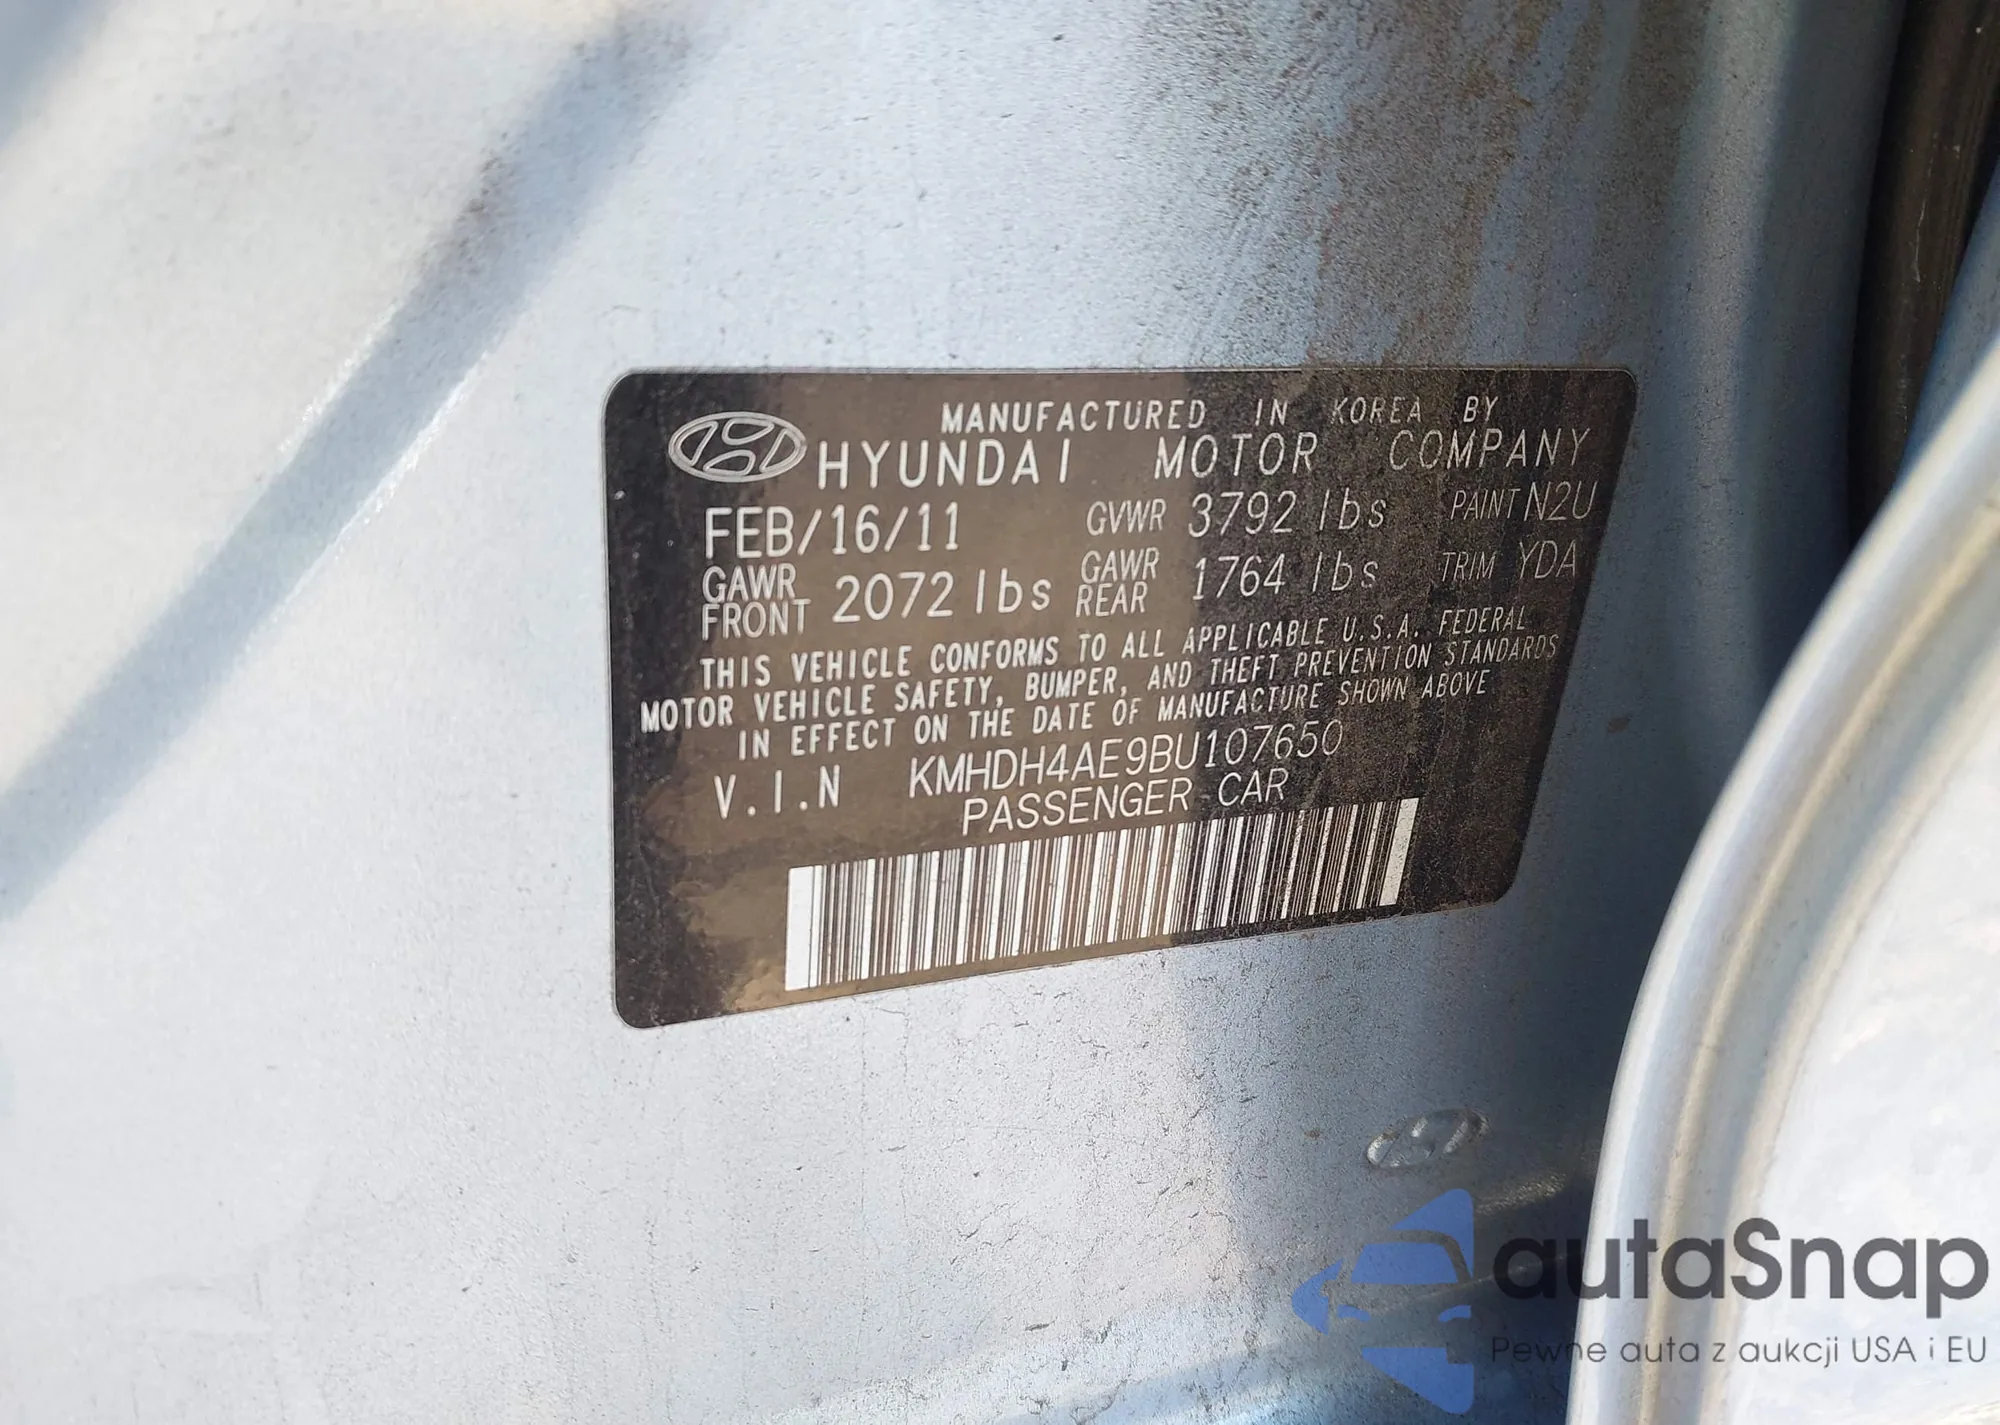 MANUFACTURED IN KOREA BY
HYUNDAI MOTOR COMPANY
FEB/16/11 GVWR 3792 lbs PAINT N2U
GAWR FRONT 2072 lbs GAWR REAR 1764 lbs TRIM YDA
THIS VEHICLE CONFORMS TO ALL APPLICABLE U.S.A. FEDERAL
MOTOR VEHICLE SAFETY, BUMPER, AND THEFT PREVENTION STANDARDS
IN EFFECT ON THE DATE OF MANUFACTURE SHOWN ABOVE
V.I.N KMHDH4AE9BU107650
PASSENGER CAR
autaSnap
Pewne auta z aukcji USA i EU